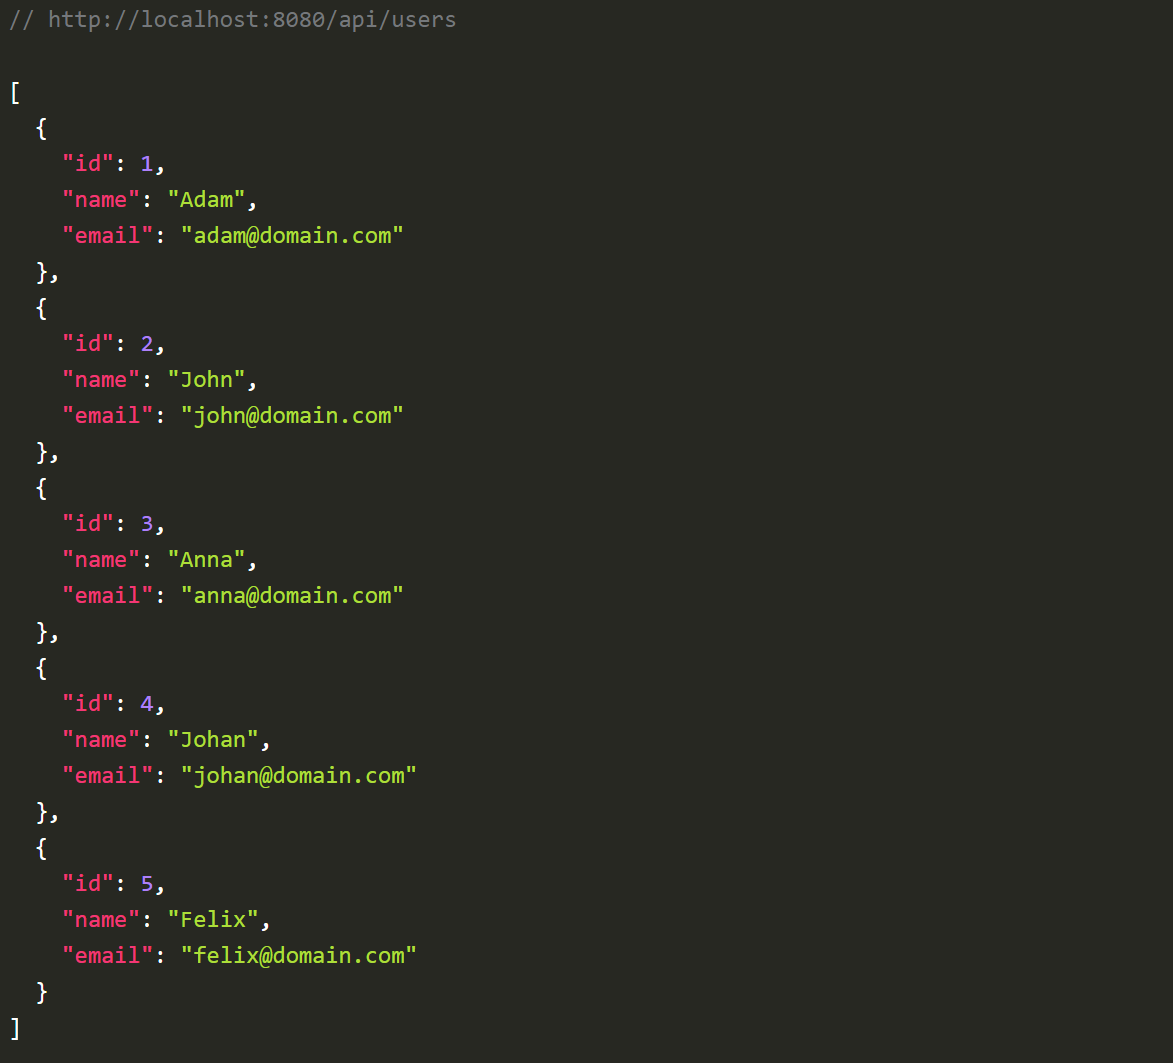 // http://localhost:8080/api/users
[
  {
    "id": 1,
    "name": "Adam",
    "email": "adam@domain.com"
  },
  {
    "id": 2,
    "name": "John",
    "email": "john@domain.com"
  },
  {
    "id": 3,
    "name": "Anna",
    "email": "anna@domain.com"
  },
  {
    "id": 4,
    "name": "Johan",
    "email": "johan@domain.com"
  },
  {
    "id": 5,
    "name": "Felix",
    "email": "felix@domain.com"
  }
]